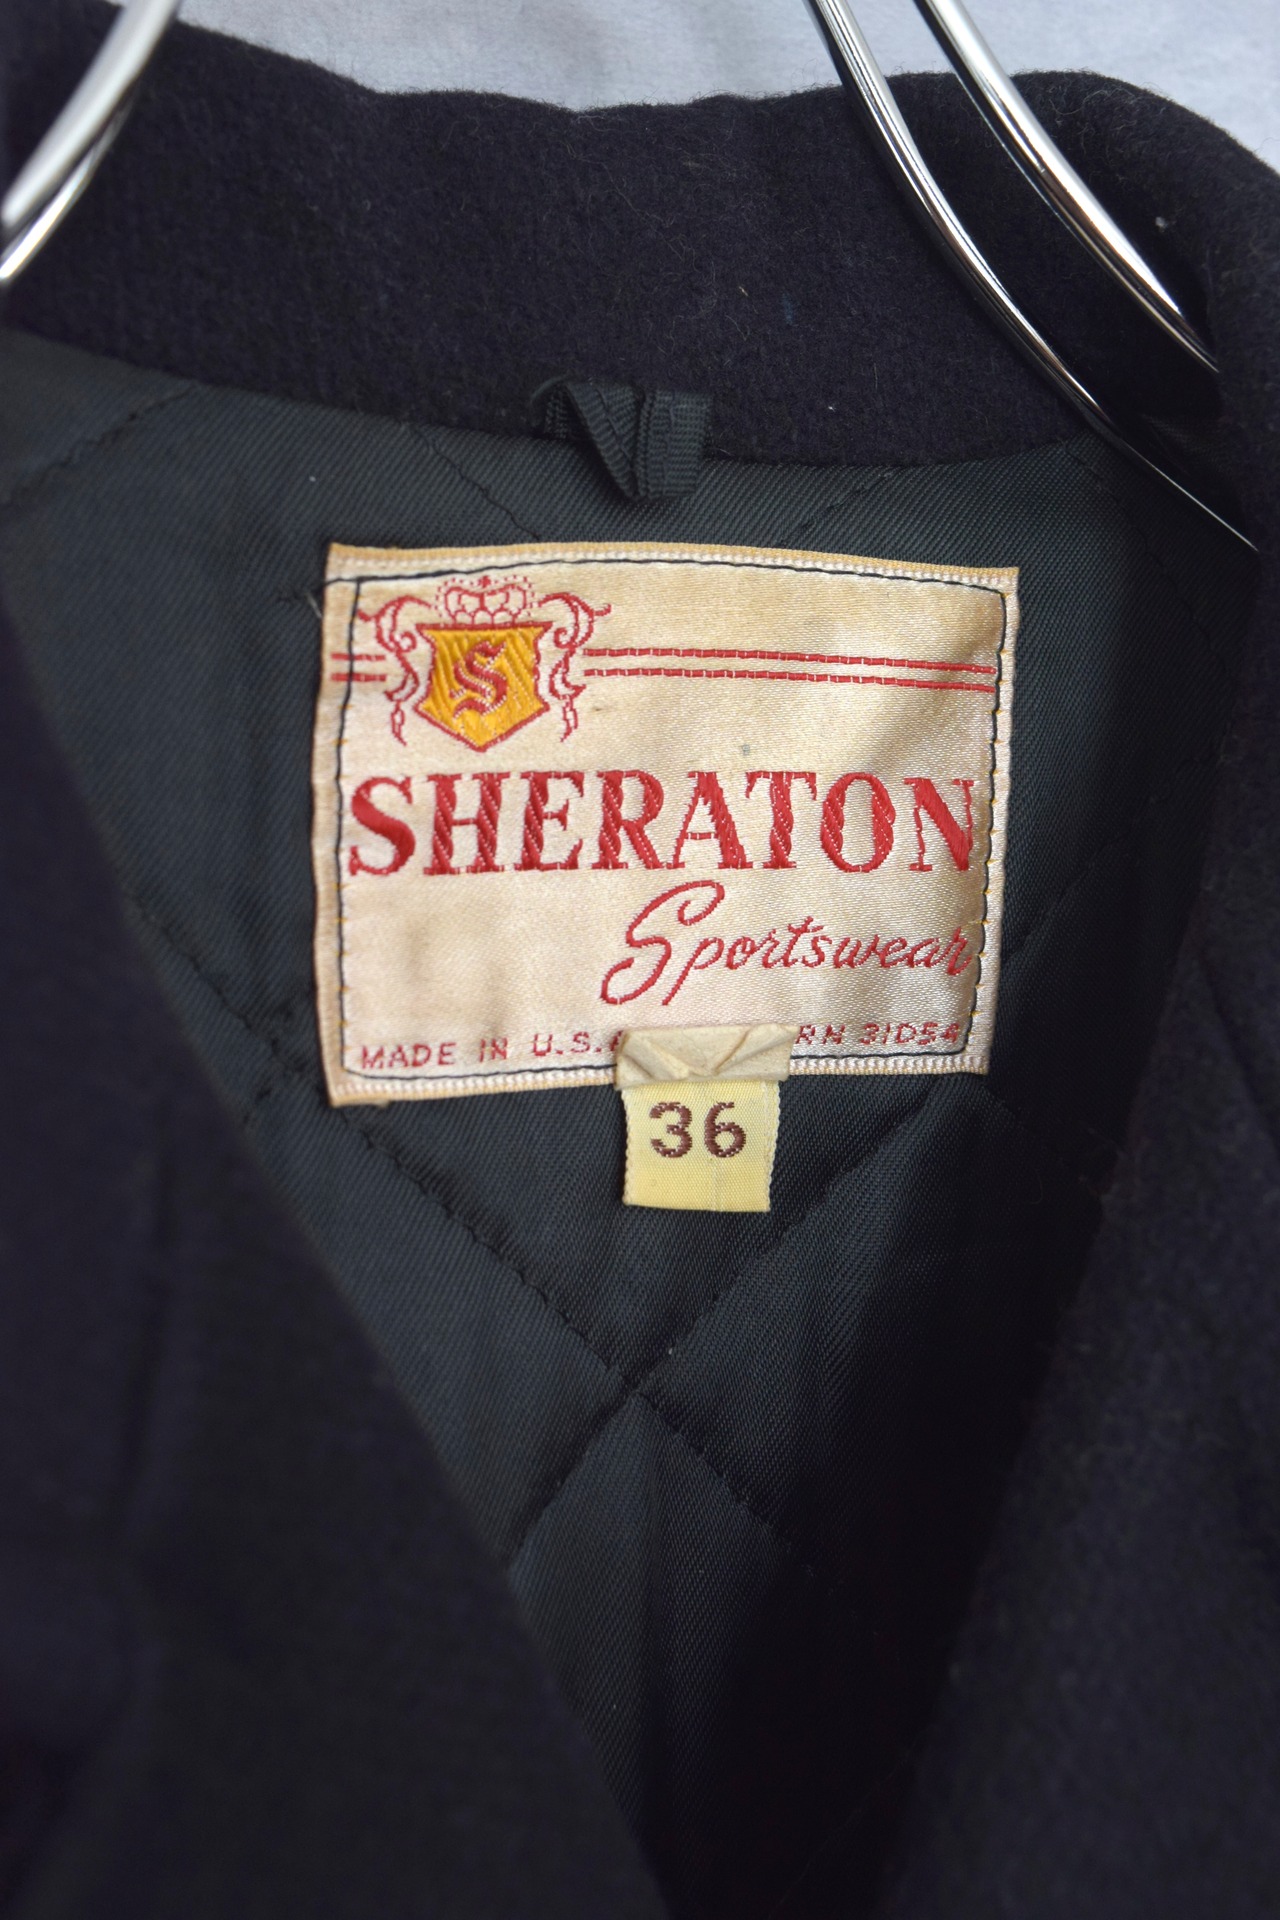 S
SHERATON
Sportswear
MADE IN U.S.A RN 31054
36